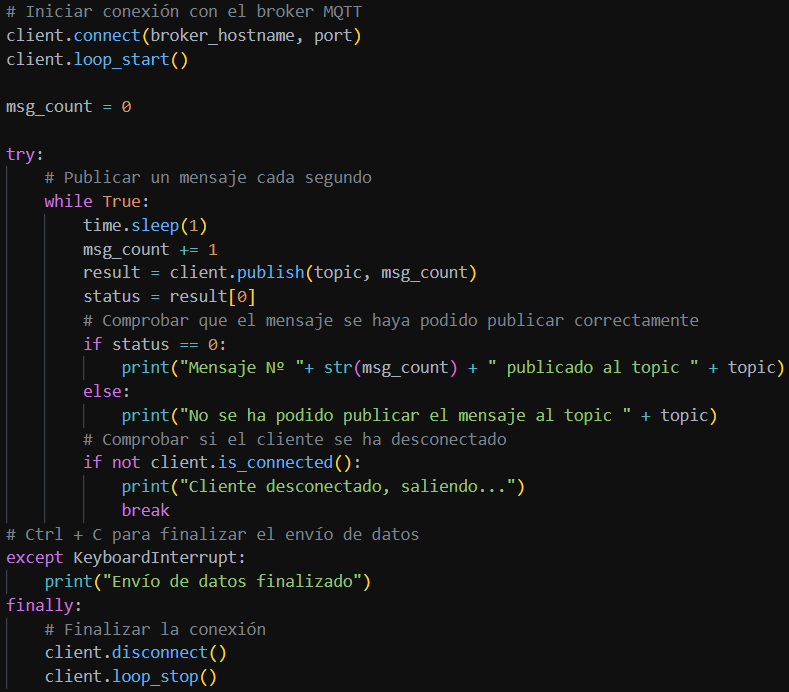 # Iniciar conexión con el broker MQTT
client.connect(broker_hostname, port)
client.loop_start()

msg_count = 0

try:
    # Publicar un mensaje cada segundo
    while True:
        time.sleep(1)
        msg_count += 1
        result = client.publish(topic, msg_count)
        status = result[0]
        # Comprobar que el mensaje se haya podido publicar correctamente
        if status == 0:
            print("Mensaje Nº "+ str(msg_count) + " publicado al topic " + topic)
        else:
            print("No se ha podido publicar el mensaje al topic " + topic)
        # Comprobar si el cliente se ha desconectado
        if not client.is_connected():
            print("Cliente desconectado, saliendo...")
            break
# Ctrl + C para finalizar el envío de datos
except KeyboardInterrupt:
    print("Envío de datos finalizado")
finally:
    # Finalizar la conexión
    client.disconnect()
    client.loop_stop()